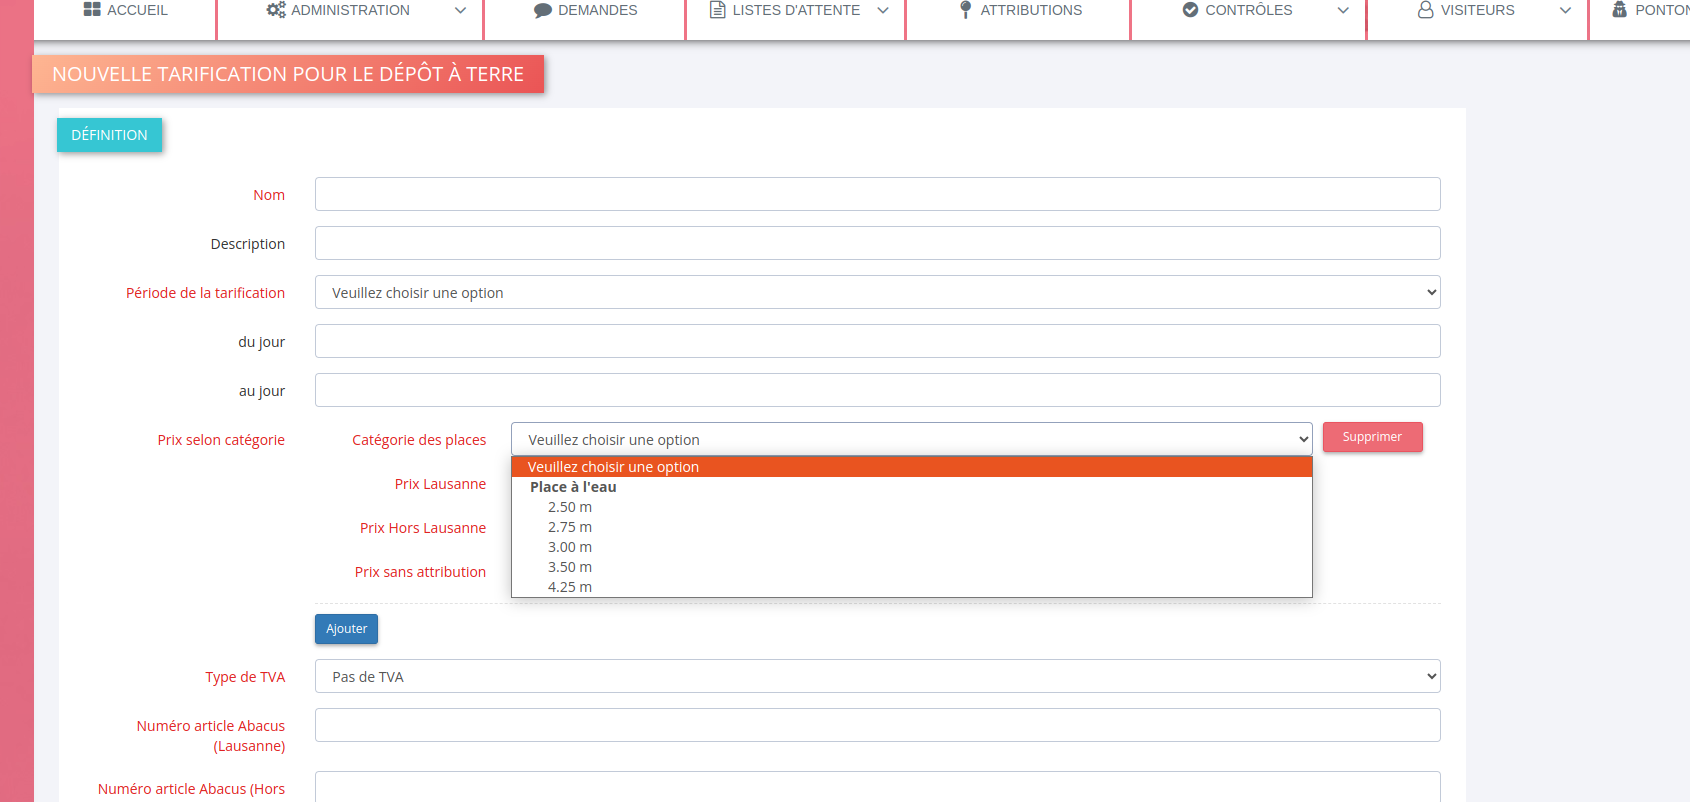 ACCUEIL ADMINISTRATION DEMANDES LISTES D'ATTENTE ATTRIBUTIONS CONTRÔLES VISITEURS
NOUVELLE TARIFICATION POUR LE DÉPÔT À TERRE
DÉFINITION
Nom
Description
Période de la tarification Veuillez choisir une option
du jour
au jour
Prix selon catégorie Catégorie des places Veuillez choisir une option Supprimer
Veuillez choisir une option
Place à l'eau
Prix Lausanne
2.50 m
2.75 m
Prix Hors Lausanne
3.00 m
3.50 m
Prix sans attribution
4.25 m
Ajouter
Type de TVA Pas de TVA
Numéro article Abacus
(Lausanne)
Numéro article Abacus (Hors